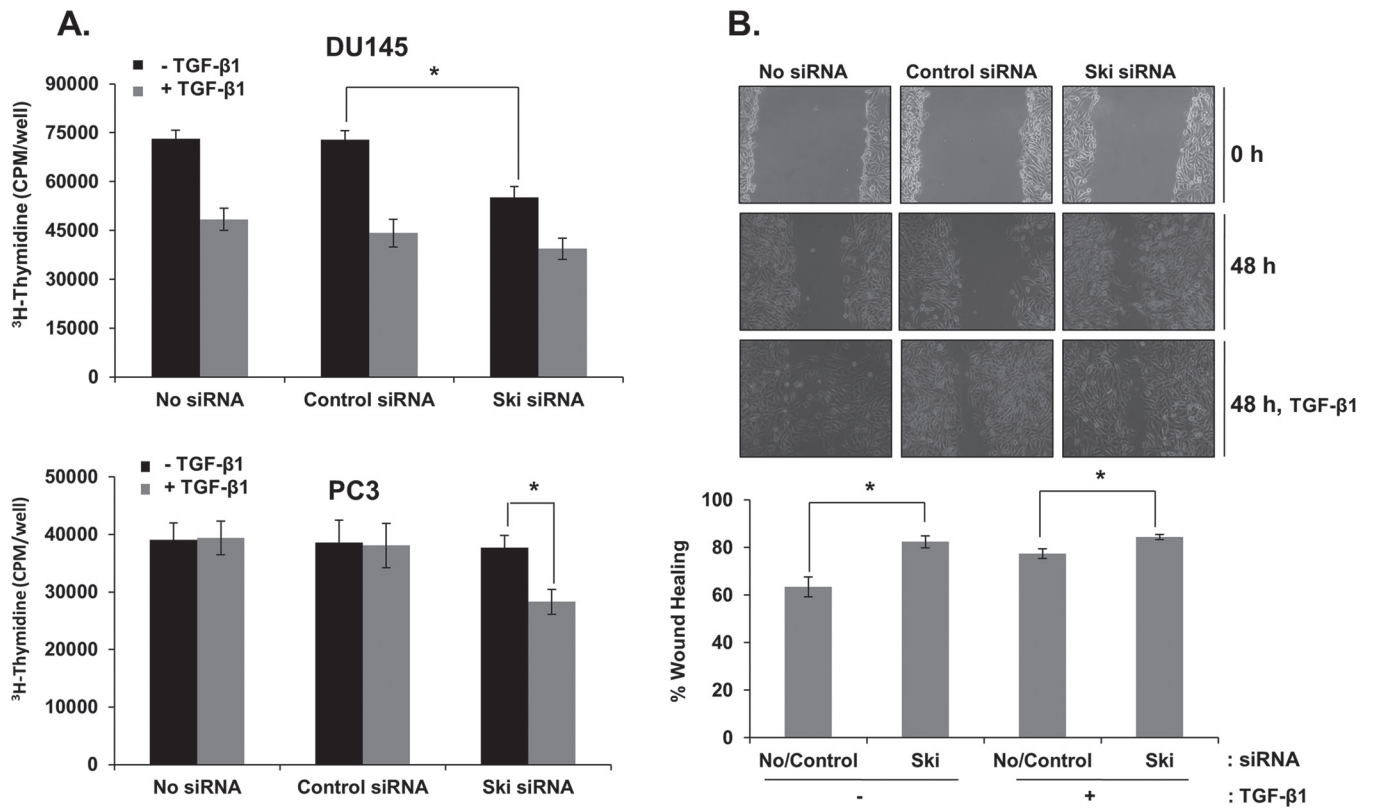 A.
DU145
- TGF-β1
+ TGF-β1
*
90000
75000
60000
45000
30000
15000
0
³H-Thymidine (CPM/well)
No siRNA
Control siRNA
Ski siRNA
- TGF-β1
+ TGF-β1
PC3
*
50000
40000
30000
20000
10000
0
³H-Thymidine (CPM/well)
No siRNA
Control siRNA
Ski siRNA
B.
No siRNA
Control siRNA
Ski siRNA
0 h
48 h
48 h, TGF-β1
*
*
100
80
60
40
20
0
% Wound Healing
No/Control
Ski
No/Control
Ski
: siRNA
-
+
: TGF-β1